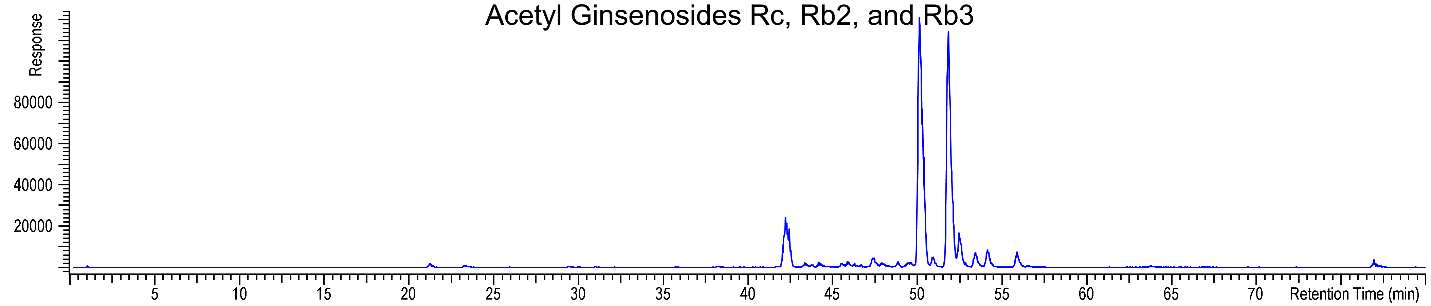 Acetyl Ginsenosides Rc, Rb2, and Rb3
Response
80000
60000
40000
20000
5 10 15 20 25 30 35 40 45 50 55 60 65 70 Retention Time (min)